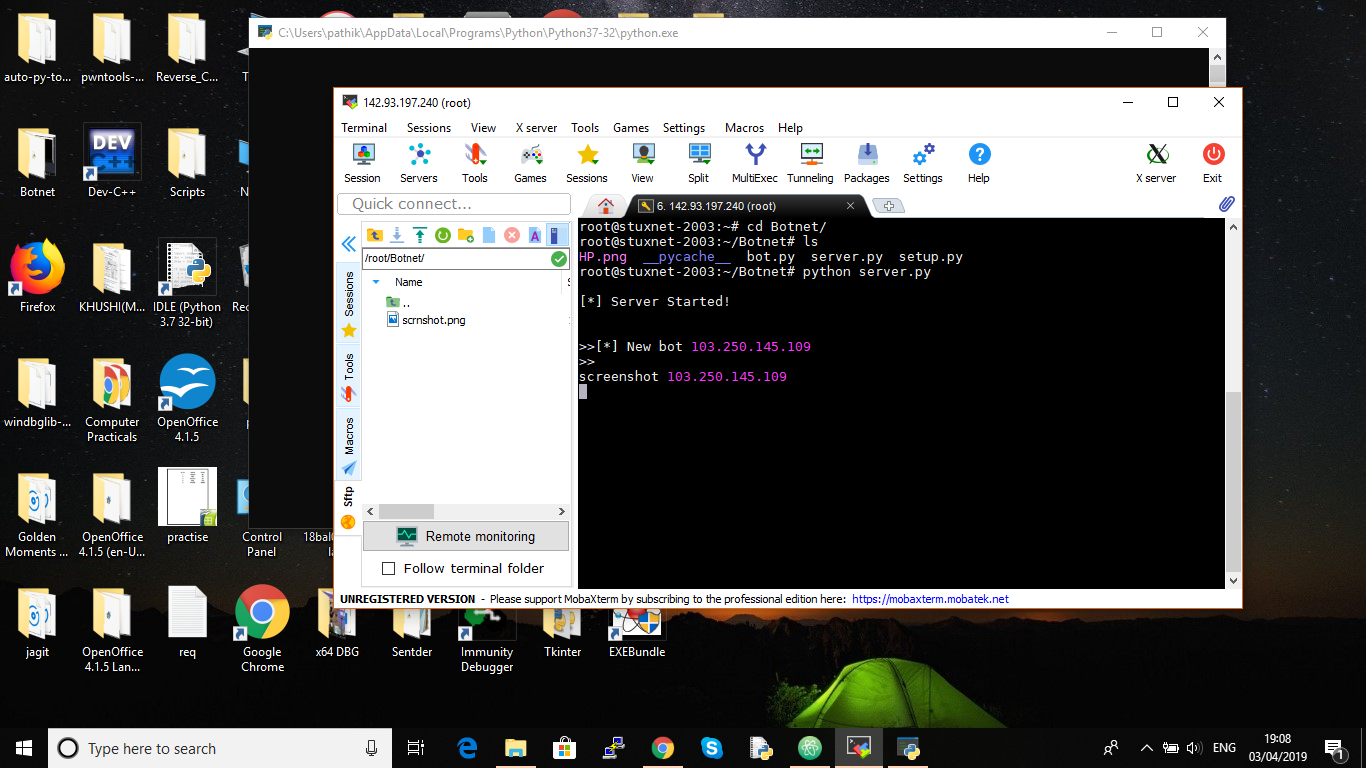 C:\Users\pathik\AppData\Local\Programs\Python\Python37-32\python.exe
auto-py-to...
pwntools-...
Reverse_C...
142.93.197.240 (root)
Terminal Sessions View X server Tools Games Settings Macros Help
Session Servers Tools Games Sessions View Split MultiExec Tunneling Packages Settings Help X server Exit
Quick connect...
6. 142.93.197.240 (root)
/root/Botnet/
Name
..
scrnshot.png
Sessions
Tools
Macros
Sftp
Remote monitoring
Follow terminal folder
root@stuxnet-2003:~# cd Botnet/
root@stuxnet-2003:~/Botnet# ls
HP.png __pycache__ bot.py server.py setup.py
root@stuxnet-2003:~/Botnet# python server.py
[*] Server Started!
>>[*] New bot 103.250.145.109
>>
screenshot 103.250.145.109
UNREGISTERED VERSION - Please support MobaXterm by subscribing to the professional edition here: https://mobaxterm.mobatek.net
DEV
C++
Botnet
Dev-C++
Scripts
Firefox
KHUSHI(M...
IDLE (Python
3.7 32-bit)
windbglib-...
Computer
Practicals
OpenOffice
4.1.5
Golden
Moments ...
OpenOffice
4.1.5 (en-U...
practise
Control
Panel
jagit
OpenOffice
4.1.5 Lan...
req
Google
Chrome
x64 DBG
Sentder
Immunity
Debugger
Tkinter
EXEBundle
Type here to search
ENG
19:08
03/04/2019
1